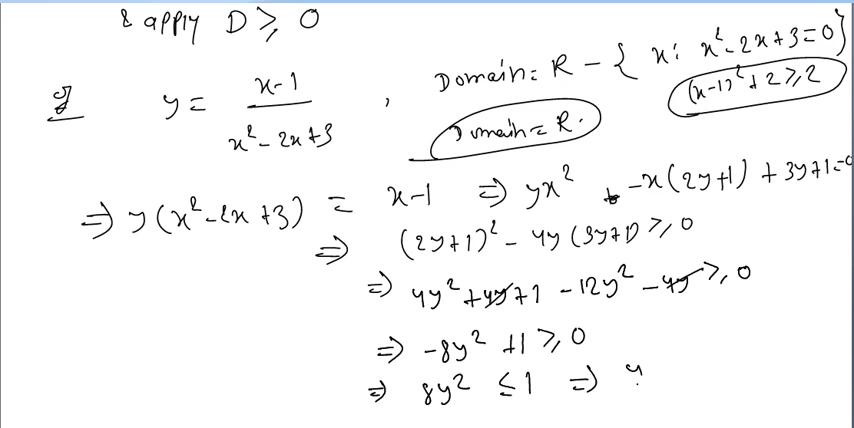 & apply D ≥ 0
eg y = (x-1)/(x² - 2x+3) , Domain = R - { x: x² - 2x+3 = 0}
(x-1)² + 2 ≥ 2
Domain = R.
⇒ y(x² - 2x +3) = x-1 ⇒ yx² + -x(2y+1) + 3y+1=0
⇒ (2y+1)² - 4y (3y+1) ≥ 0
⇒ 4y² + 4y + 1 - 12y² - 4y ≥ 0
⇒ -8y² +1 ≥ 0
⇒ 8y² ≤ 1 ⇒ y